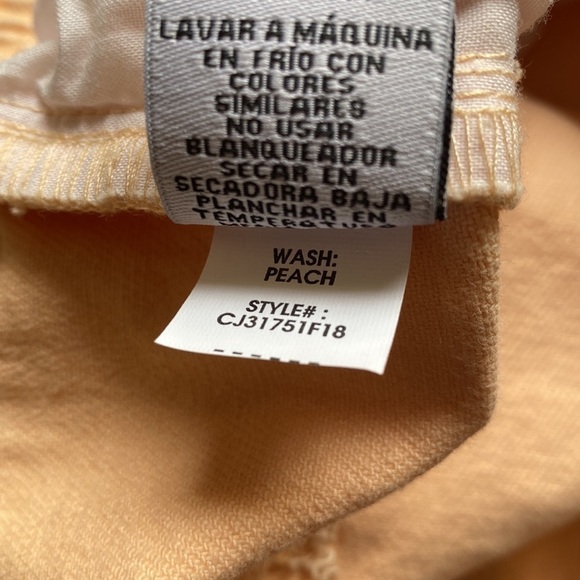 LAVAR A MÁQUINA
EN FRÍO CON
COLORES
SIMILARES
NO USAR
BLANQUEADOR
SECAR EN
SECADORA BAJA
PLANCHAR EN
TEMPERATURA
WASH:
PEACH
STYLE# :
CJ31751F18